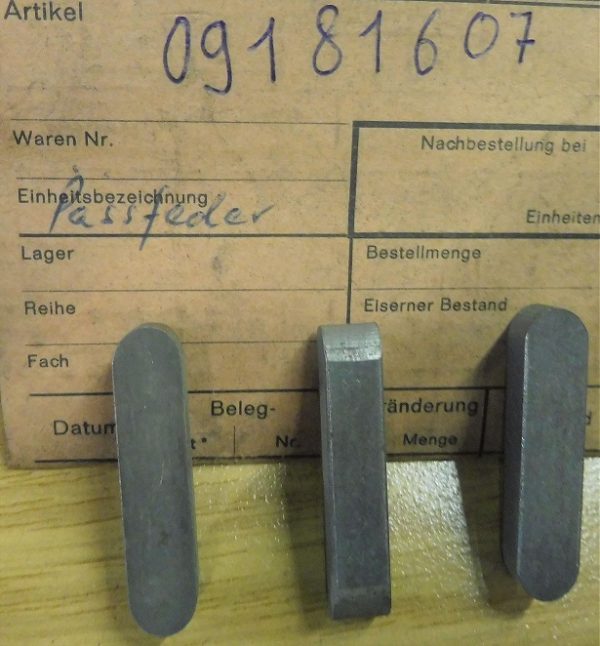 Artikel 09181607
Waren Nr.
Nachbestellung bei
Einheitsbezeichnung
Passfeder
Einheiten
Lager
Bestellmenge
Reihe
Eiserner Bestand
Fach
Beleg-
änderung
Datum
Nr.
Menge